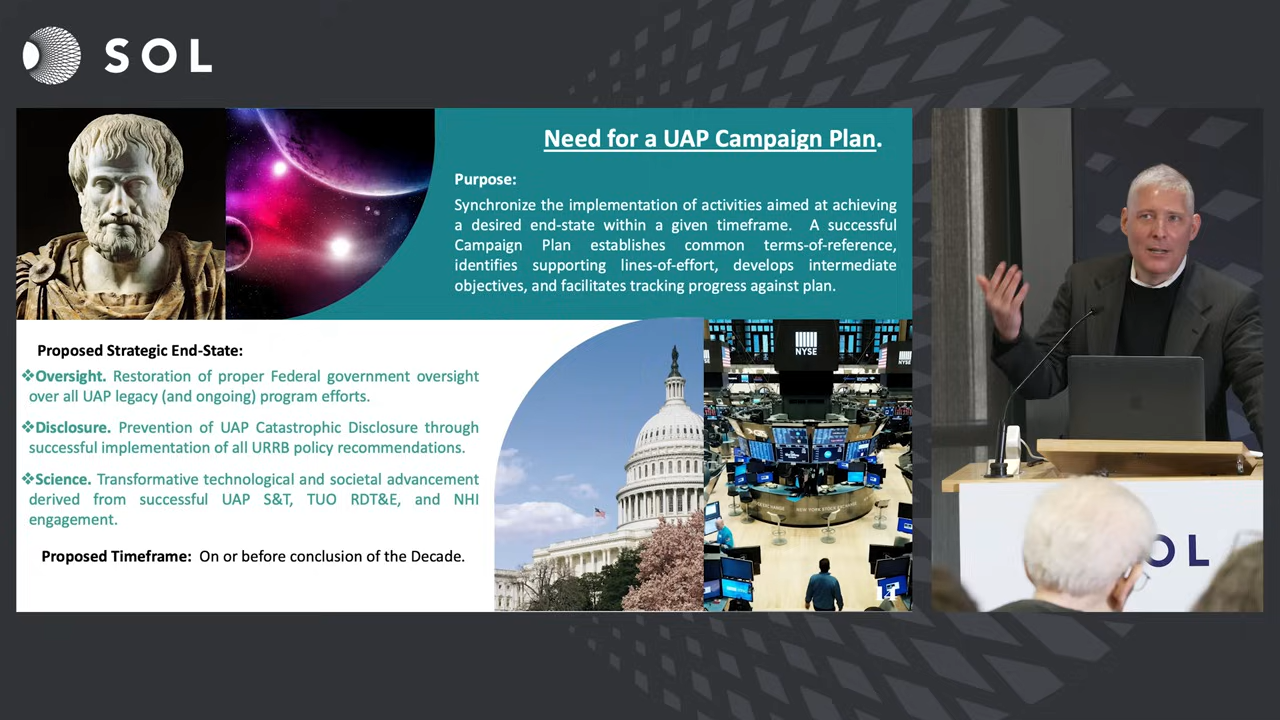 SOL
Need for a UAP Campaign Plan.
Purpose:
Synchronize the implementation of activities aimed at achieving
a desired end-state within a given timeframe. A successful
Campaign Plan establishes common terms-of-reference,
identifies supporting lines-of-effort, develops intermediate
objectives, and facilitates tracking progress against plan.
Proposed Strategic End-State:
❖Oversight. Restoration of proper Federal government oversight
over all UAP legacy (and ongoing) program efforts.
❖Disclosure. Prevention of UAP Catastrophic Disclosure through
successful implementation of all URRB policy recommendations.
❖Science. Transformative technological and societal advancement
derived from successful UAP S&T, TUO RDT&E, and NHI
engagement.
Proposed Timeframe: On or before conclusion of the Decade.
NYSE
NEW YORK STOCK EXCHANGE
14
OL